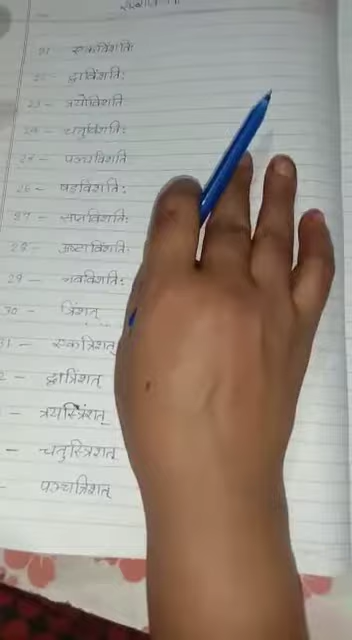 21 एकविंशतिः
22 - द्वाविंशतिः
23 - त्रयोविंशति
24 - चतुर्विंशतिः
25 - पञ्चविंशति
26 - षड्विंशतिः
27 - सप्तविंशतिः
28 - अष्टाविंशतिः
29 - नवविंशतिः
30 - त्रिंशत्
31 - एकत्रिंशत्
2 - द्वात्रिंशत्
- त्रयस्त्रिंशत्
- चतुस्त्रिंशत्
- पञ्चत्रिंशत्